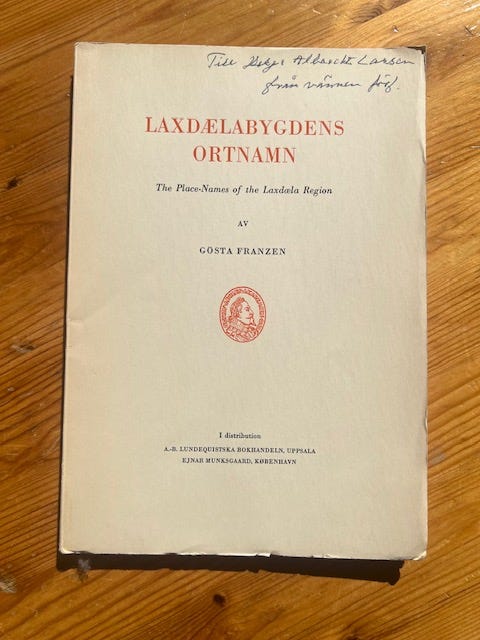 Till Helge Albrecht Larsen
från vännen förf.
LAXDÆLABYGDENS
ORTNAMN
The Place-Names of the Laxdæla Region
AV
GÖSTA FRANZEN
I distribution
A.-B. LUNDEQUISTSKA BOKHANDELN, UPPSALA
EJNAR MUNKSGAARD, KØBENHAVN